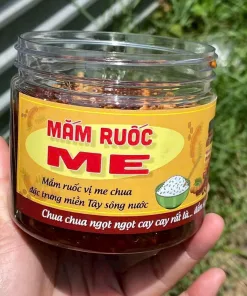 MẮM RUỐC
ME
Mắm ruốc vị me chua
đặc trưng miền Tây sông nước
Chua chua ngọt ngọt cay cay rất là...